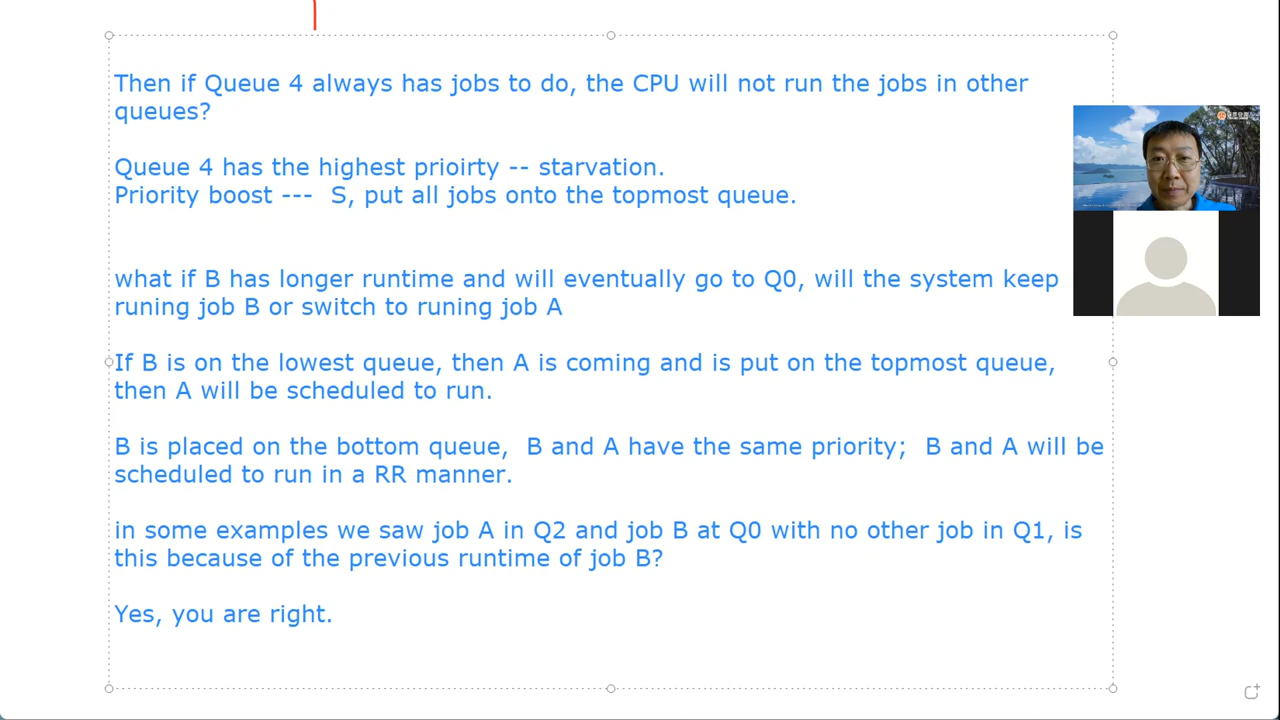 Then if Queue 4 always has jobs to do, the CPU will not run the jobs in other
queues?
Queue 4 has the highest prioirty -- starvation.
Priority boost ---  S, put all jobs onto the topmost queue.
what if B has longer runtime and will eventually go to Q0, will the system keep
runing job B or switch to runing job A
If B is on the lowest queue, then A is coming and is put on the topmost queue,
then A will be scheduled to run.
B is placed on the bottom queue,  B and A have the same priority;  B and A will be
scheduled to run in a RR manner.
in some examples we saw job A in Q2 and job B at Q0 with no other job in Q1, is
this because of the previous runtime of job B?
Yes, you are right.